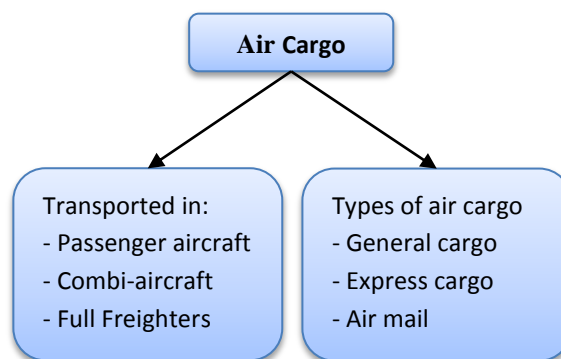 Air Cargo
Transported in:
- Passenger aircraft
- Combi-aircraft
- Full Freighters
Types of air cargo
- General cargo
- Express cargo
- Air mail